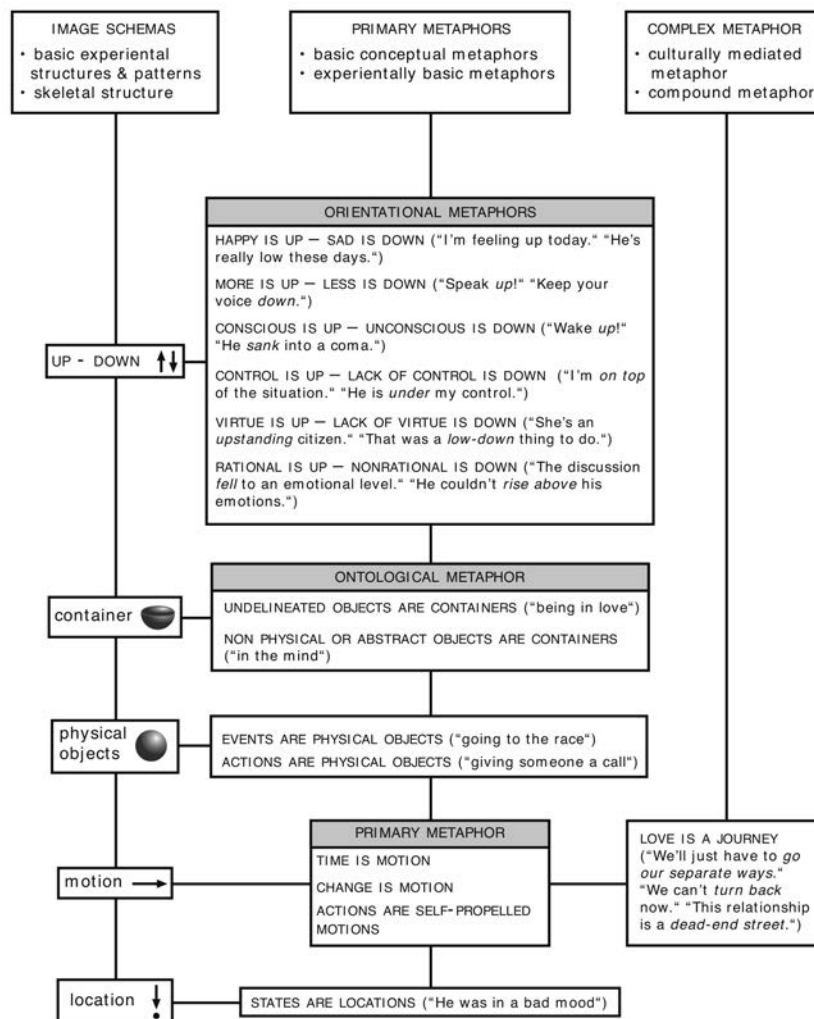 IMAGE SCHEMAS
• basic experiental
structures & patterns
• skeletal structure
PRIMARY METAPHORS
• basic conceptual metaphors
• experientially basic metaphors
COMPLEX METAPHOR
• culturally mediated
metaphor
• compound metaphor
ORIENTATIONAL METAPHORS
HAPPY IS UP — SAD IS DOWN (“I’m feeling up today.“ “He’s
really low these days.“)
MORE IS UP — LESS IS DOWN (“Speak up!“ “Keep your
voice down.“)
CONSCIOUS IS UP — UNCONSCIOUS IS DOWN (“Wake up!“
“He sank into a coma.“)
UP - DOWN
CONTROL IS UP — LACK OF CONTROL IS DOWN (“I’m on top
of the situation.“ “He is under my control.“)
VIRTUE IS UP — LACK OF VIRTUE IS DOWN (“She’s an
upstanding citizen.“ “That was a low-down thing to do.“)
RATIONAL IS UP — NONRATIONAL IS DOWN (“The discussion
fell to an emotional level.“ “He couldn’t rise above his
emotions.“)
ONTOLOGICAL METAPHOR
container
UNDELINEATED OBJECTS ARE CONTAINERS (“being in love“)
NON PHYSICAL OR ABSTRACT OBJECTS ARE CONTAINERS
(“in the mind“)
physical
objects
EVENTS ARE PHYSICAL OBJECTS (“going to the race“)
ACTIONS ARE PHYSICAL OBJECTS (“giving someone a call“)
PRIMARY METAPHOR
motion
TIME IS MOTION
CHANGE IS MOTION
ACTIONS ARE SELF-PROPELLED
MOTIONS
LOVE IS A JOURNEY
(“We’ll just have to go
our separate ways.“
“We can’t turn back
now.“ “This relationship
is a dead-end street.“)
location
STATES ARE LOCATIONS (“He was in a bad mood“)